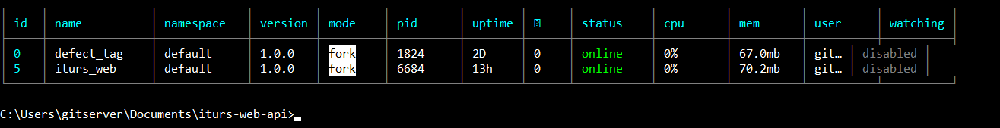 id name namespace version mode pid uptime status cpu mem user watching
0 defect_tag default 1.0.0 fork 1824 2D 0 online 0% 67.0mb git… disabled
5 iturs_web default 1.0.0 fork 6684 13h 0 online 0% 70.2mb git… disabled
C:\Users\gitserver\Documents\iturs-web-api>